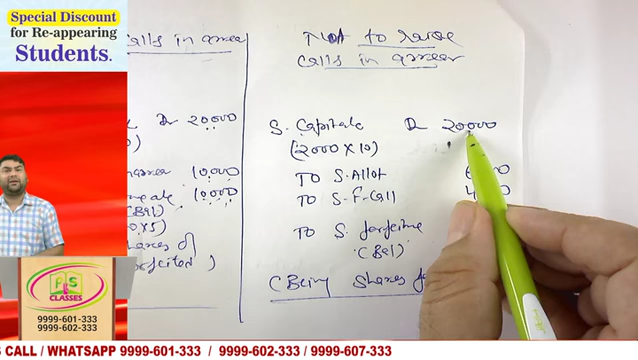 Special Discount
for Re-appearing
Students.
Calls in arrear
Dr 20000
10,000
10,000
Shares of
Not to raise
Calls in arrear
S. Capitale Dr 20000
(2000 X 10)
To S. Allot
To S. F. Call
To S. forfeiture
(Bal)
(Being Shares
PS
CLASSES
9999-601-333
9999-602-333
CALL / WHATSAPP 9999-601-333 / 9999-602-333 / 9999-607-333